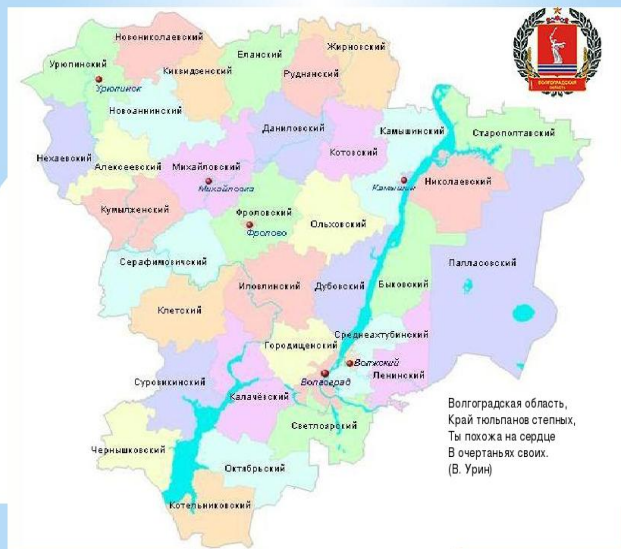 ВОЛГОГРАДСКАЯ
ОБЛАСТЬ
Новониколаевский
Еланский
Жирновский
Урюпинский
Киквидзенский
Руднянский
Урюпинск
Новоаннинский
Даниловский
Камышинский
Старополтавский
Нехаевский
Алексеевский
Михайловский
Котовский
Михайловка
Камышин
Николаевский
Кумылженский
Фроловский
Ольховский
Фролово
Серафимовичский
Палласовский
Иловлинский
Дубовский
Быковский
Клетский
Среднеахтубинский
Городищенский
Волжский
Волгоград
Ленинский
Суровикинский
Калачёвский
Светлоярский
Чернышковский
Октябрьский
Котельниковский
Волгоградская область,
Край тюльпанов степных,
Ты похожа на сердце
В очертаньях своих.
(В. Урин)